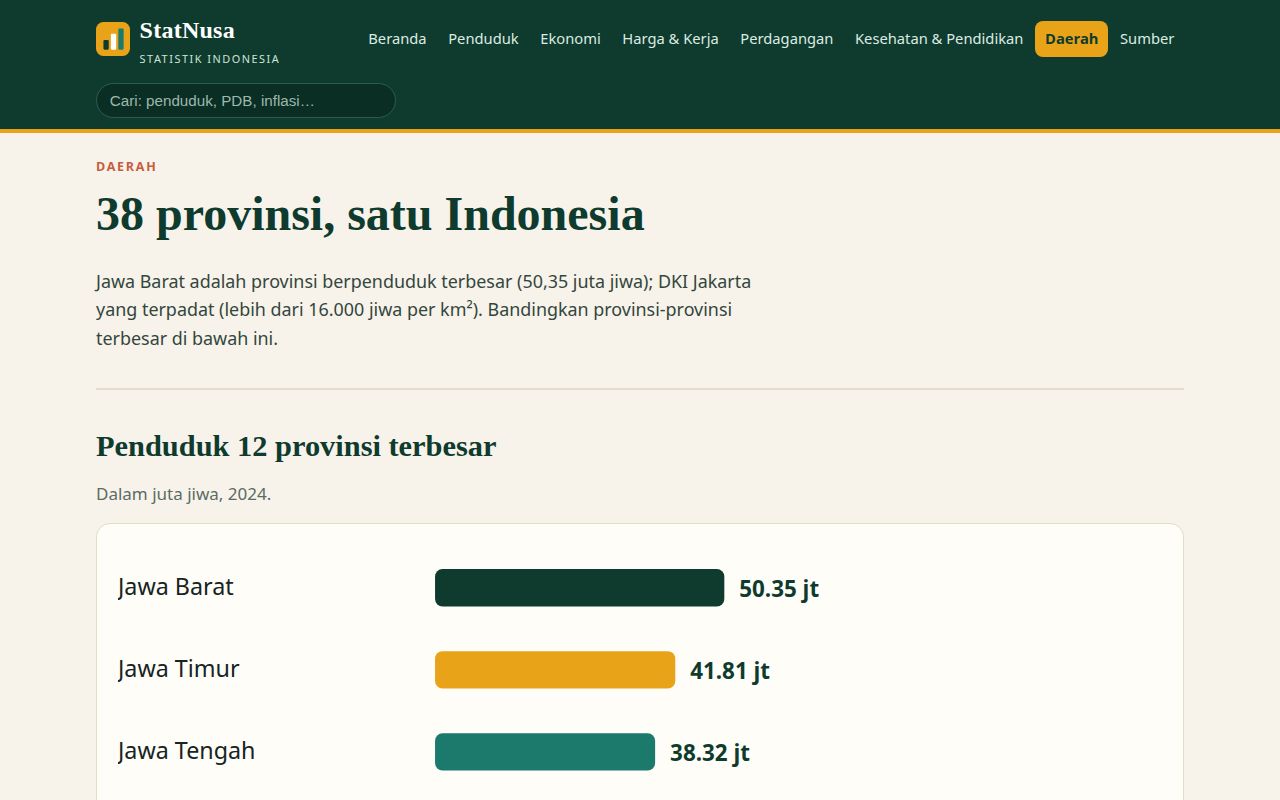 StatNusa
STATISTIK INDONESIA
Beranda Penduduk Ekonomi Harga & Kerja Perdagangan Kesehatan & Pendidikan Daerah Sumber
Cari: penduduk, PDB, inflasi…
DAERAH
38 provinsi, satu Indonesia
Jawa Barat adalah provinsi berpenduduk terbesar (50,35 juta jiwa); DKI Jakarta
yang terpadat (lebih dari 16.000 jiwa per km²). Bandingkan provinsi-provinsi
terbesar di bawah ini.
Penduduk 12 provinsi terbesar
Dalam juta jiwa, 2024.
Jawa Barat 50.35 jt
Jawa Timur 41.81 jt
Jawa Tengah 38.32 jt